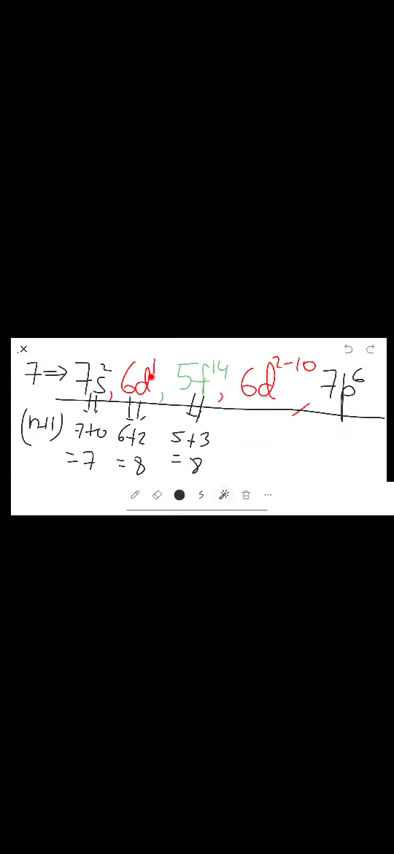 7 ⇒ 7s², 6d¹, 5f¹⁴, 6d²⁻¹⁰ 7p⁶
(n+l) 7+0 6+2 5+3
=7 =8 =8